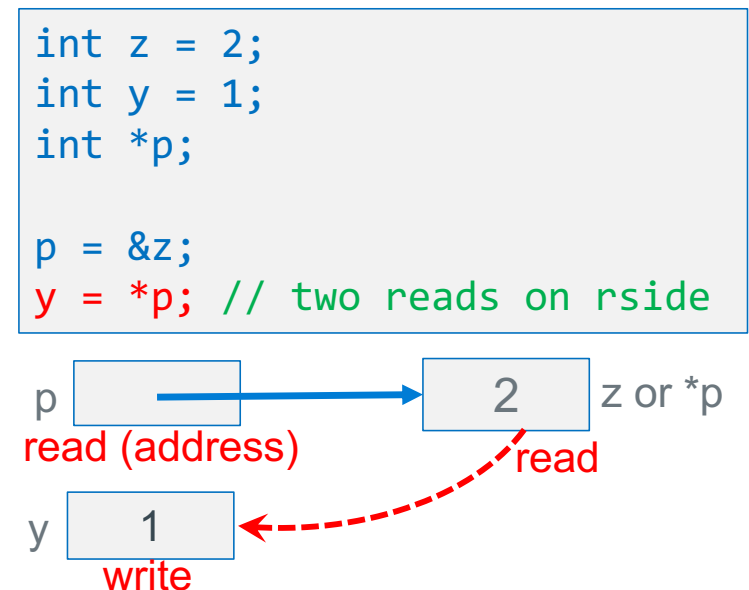 int z = 2;
int y = 1;
int *p;
p = &z;
y = *p; // two reads on rside
p 2 z or *p
read (address) read
y 1
write